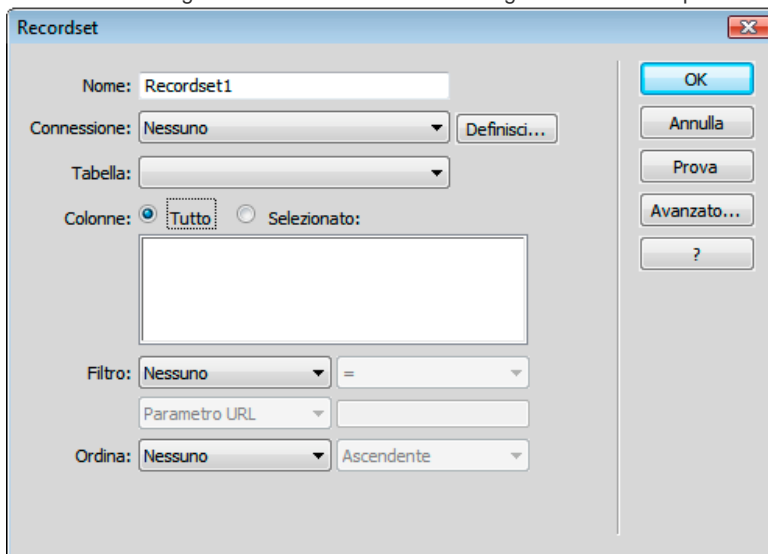 Recordset
Nome: Recordset1
OK
Connessione: Nessuno Definisci...
Annulla
Tabella:
Prova
Colonne: Tutto Selezionato:
Avanzato...
?
Filtro: Nessuno =
Parametro URL
Ordina: Nessuno Ascendente